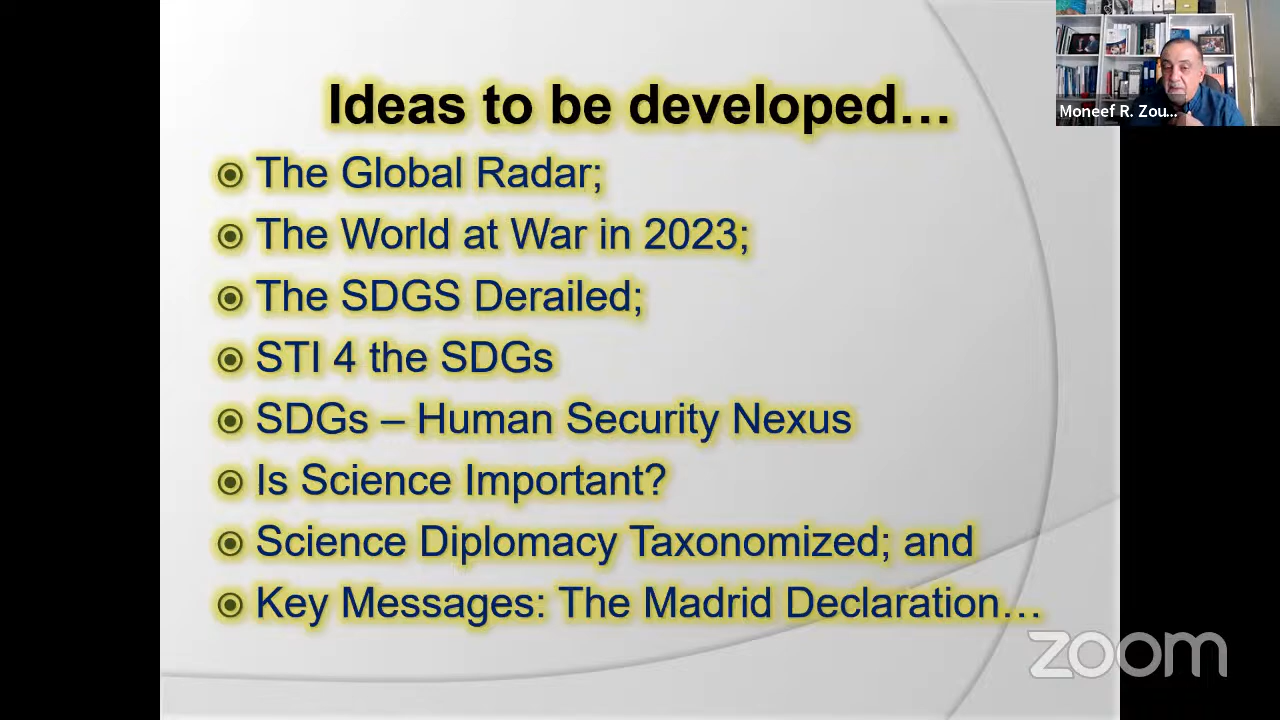 Ideas to be developed…
The Global Radar;
The World at War in 2023;
The SDGS Derailed;
STI 4 the SDGs
SDGs – Human Security Nexus
Is Science Important?
Science Diplomacy Taxonomized; and
Key Messages: The Madrid Declaration…
Moneef R. Zou...
zoom